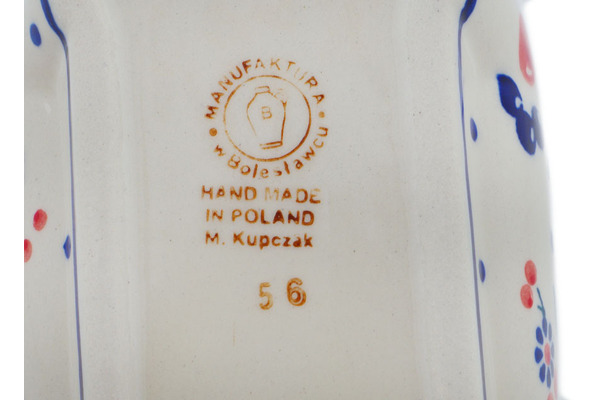 MANUFAKTURA
B
w Bolesławcu
HAND MADE
IN POLAND
M. Kupczak
56